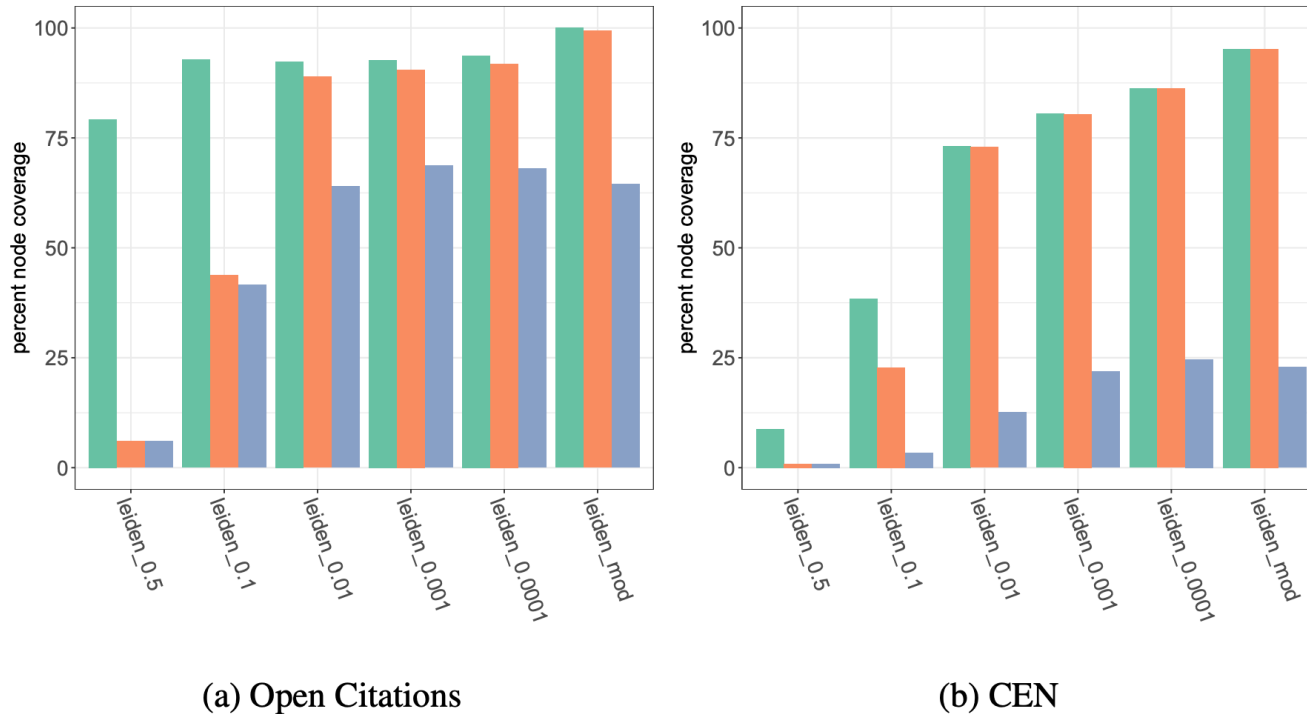 percent node coverage
100
75
50
25
0
leiden_0.5
leiden_0.1
leiden_0.01
leiden_0.001
leiden_0.0001
leiden_mod
(a) Open Citations
percent node coverage
100
75
50
25
0
leiden_0.5
leiden_0.1
leiden_0.01
leiden_0.001
leiden_0.0001
leiden_mod
(b) CEN